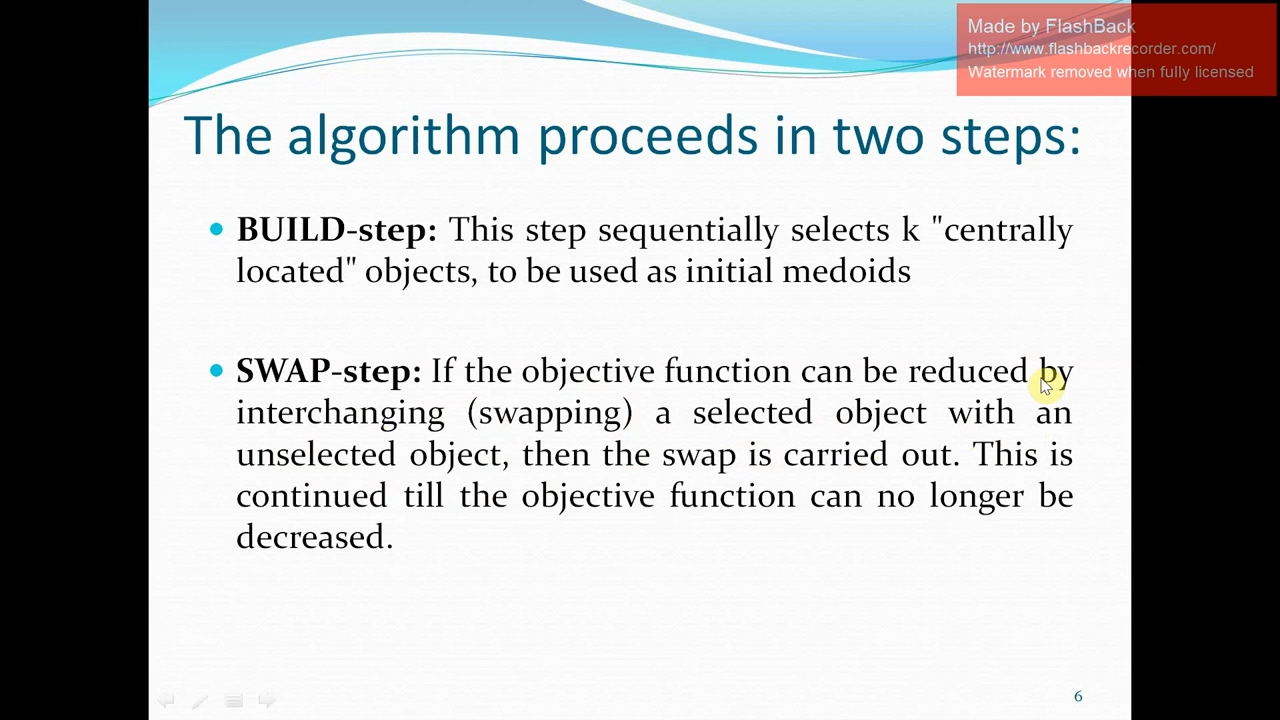 Made by FlashBack
http://www.flashbackrecorder.com/
Watermark removed when fully licensed
The algorithm proceeds in two steps:
• BUILD-step: This step sequentially selects k "centrally
located" objects, to be used as initial medoids
• SWAP-step: If the objective function can be reduced by
interchanging (swapping) a selected object with an
unselected object, then the swap is carried out. This is
continued till the objective function can no longer be
decreased.
6